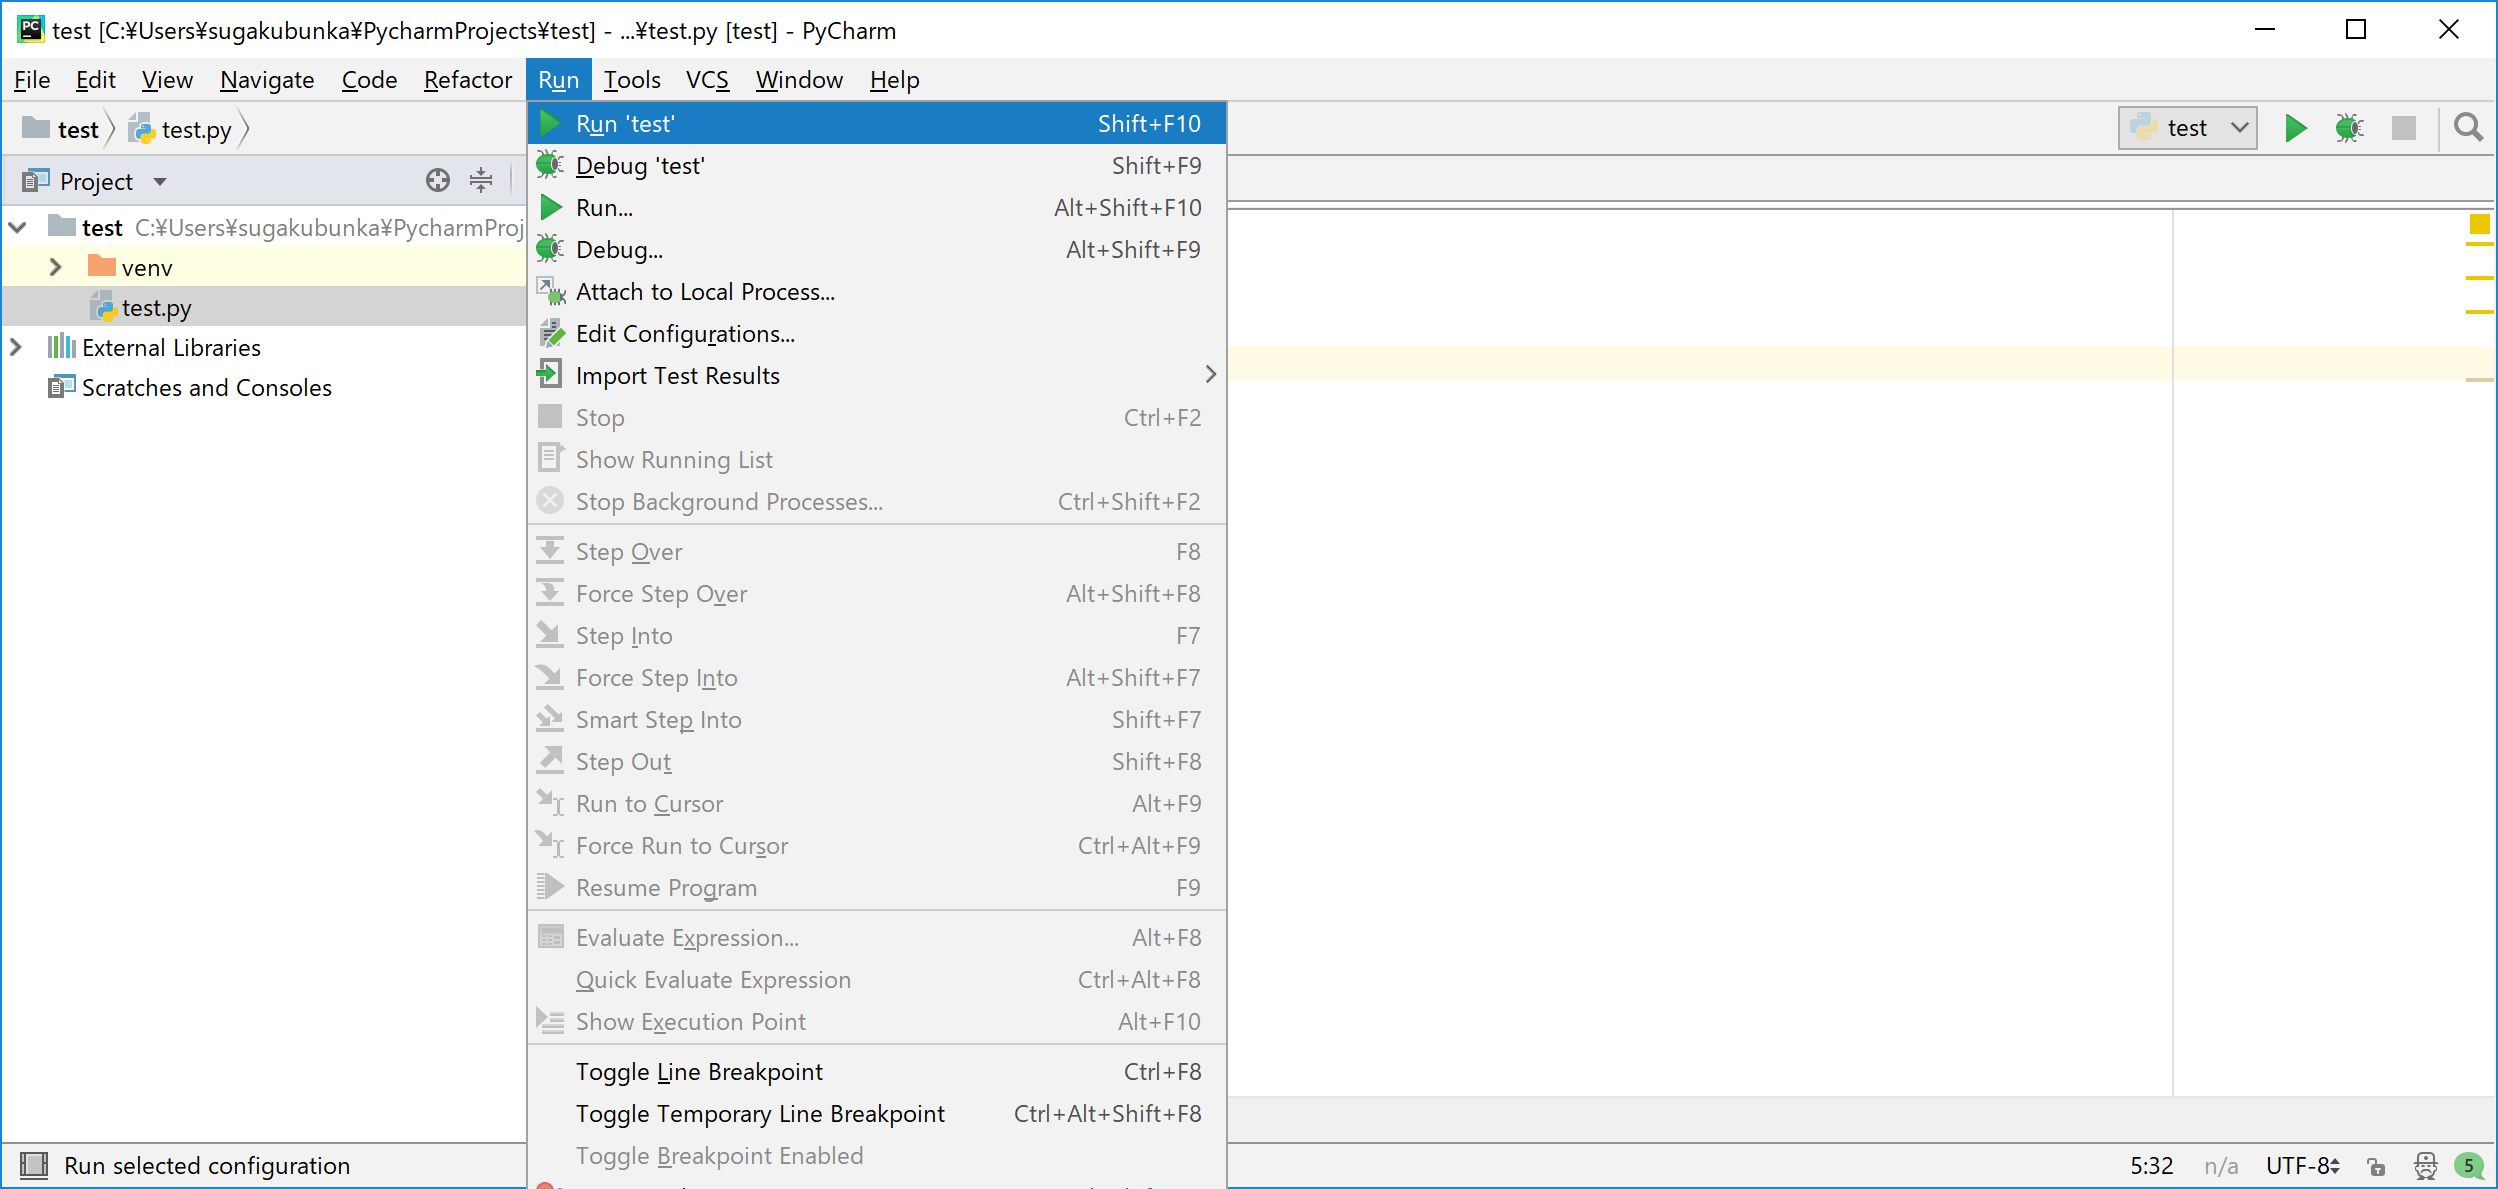 test [C:¥Users¥sugakubunka¥PycharmProjects¥test] - ...¥test.py [test] - PyCharm
File Edit View Navigate Code Refactor Run Tools VCS Window Help
test test.py
test
Project
test C:¥Users¥sugakubunka¥PycharmProj
venv
test.py
External Libraries
Scratches and Consoles
Run 'test' Shift+F10
Debug 'test' Shift+F9
Run... Alt+Shift+F10
Debug... Alt+Shift+F9
Attach to Local Process...
Edit Configurations...
Import Test Results
Stop Ctrl+F2
Show Running List
Stop Background Processes... Ctrl+Shift+F2
Step Over F8
Force Step Over Alt+Shift+F8
Step Into F7
Force Step Into Alt+Shift+F7
Smart Step Into Shift+F7
Step Out Shift+F8
Run to Cursor Alt+F9
Force Run to Cursor Ctrl+Alt+F9
Resume Program F9
Evaluate Expression... Alt+F8
Quick Evaluate Expression Ctrl+Alt+F8
Show Execution Point Alt+F10
Toggle Line Breakpoint Ctrl+F8
Toggle Temporary Line Breakpoint Ctrl+Alt+Shift+F8
Toggle Breakpoint Enabled
Run selected configuration
5:32 n/a UTF-8 5